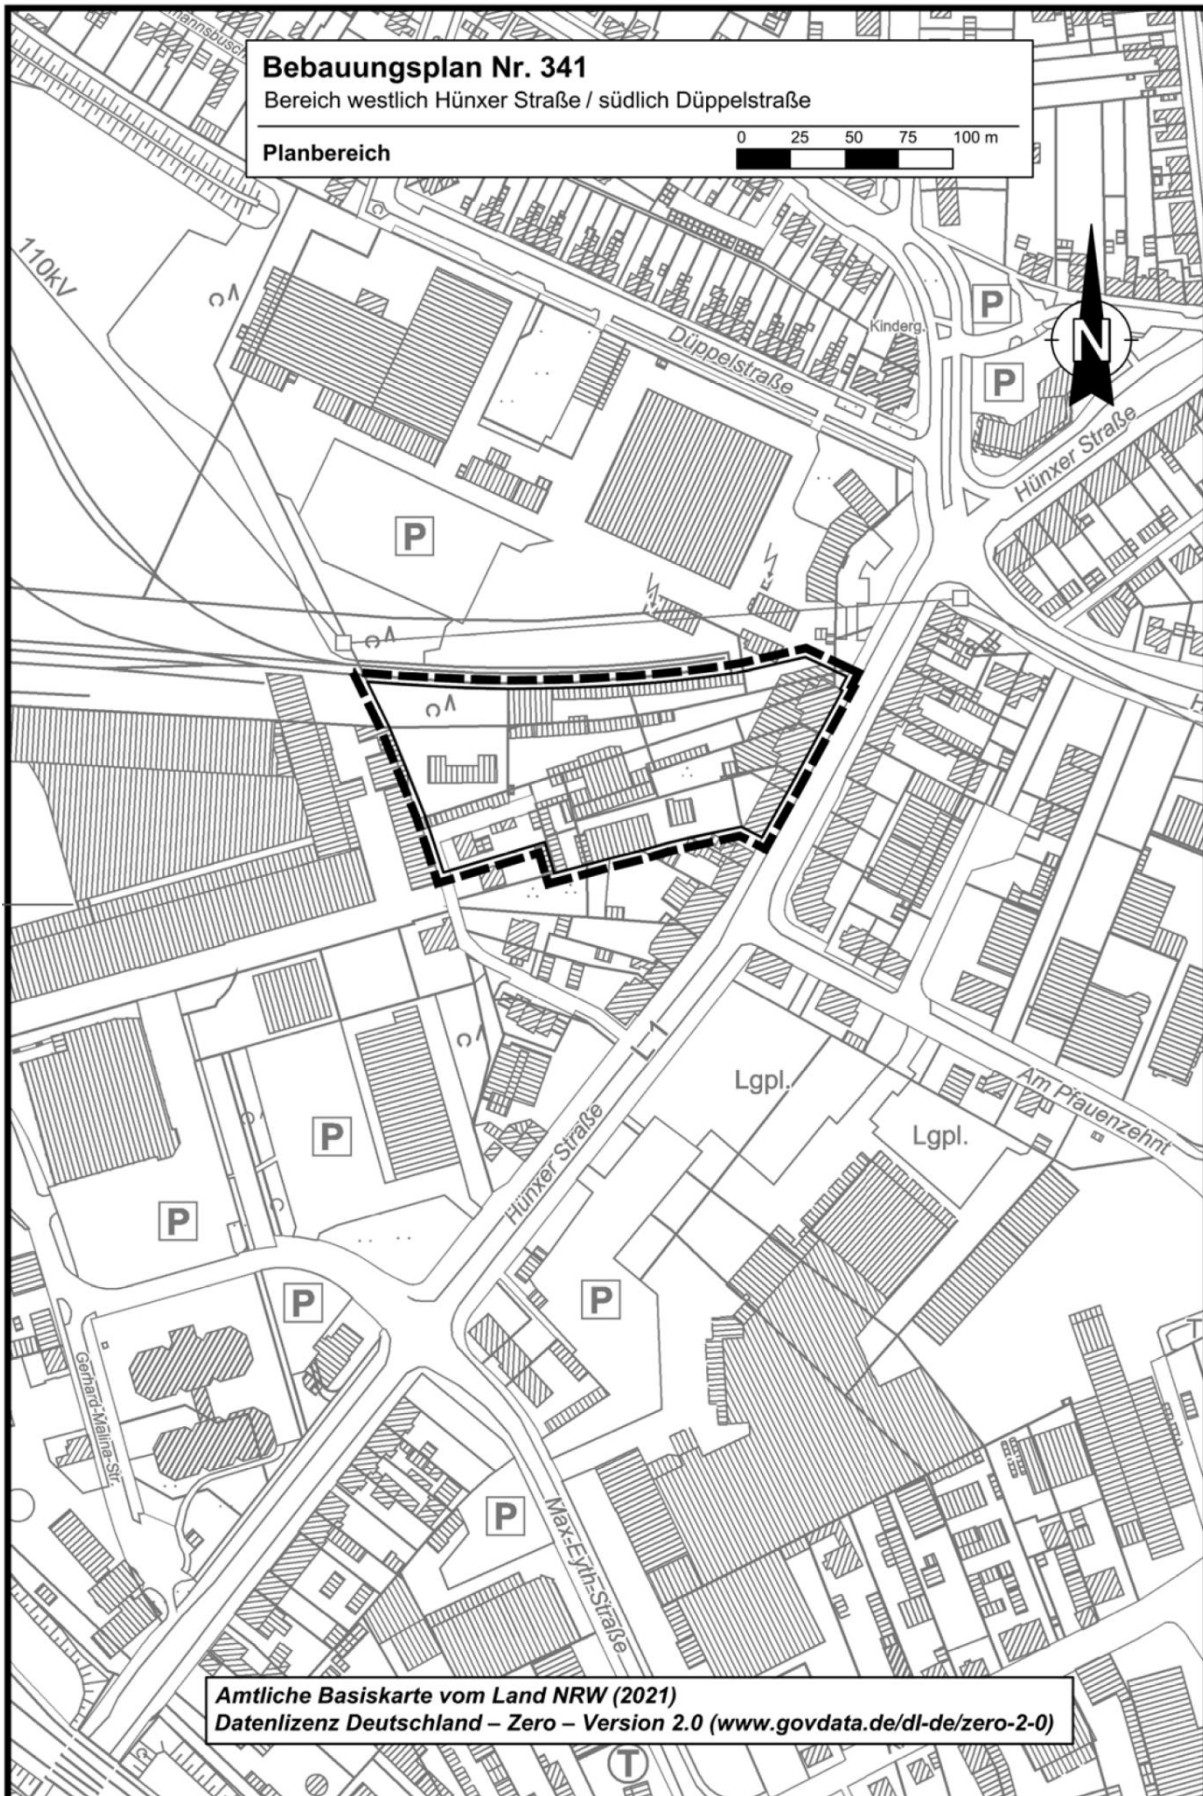 Bebauungsplan Nr. 341
Bereich westlich Hünxer Straße / südlich Düppelstraße
Planbereich
0 25 50 75 100 m
110kV
P
Kinderg.
Düppelstraße
P
N
Hünxer Straße
P
L 1
Lgpl.
Am Pfauenzehnt
Lgpl.
P
Hünxer Straße
P
P
P
Gerhard-Malina-Str.
P
Max-Eyth-Straße
Amtliche Basiskarte vom Land NRW (2021)
Datenlizenz Deutschland – Zero – Version 2.0 (www.govdata.de/dl-de/zero-2-0)
T